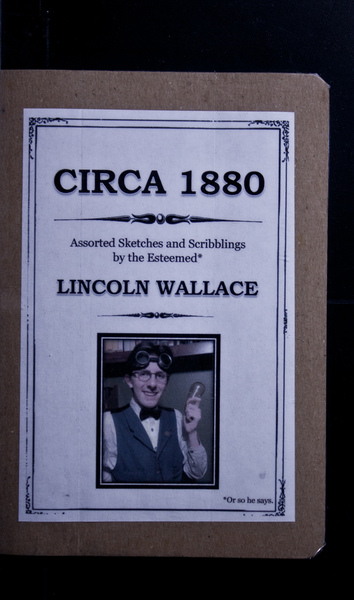 CIRCA 1880
Assorted Sketches and Scribblings
by the Esteemed*
LINCOLN WALLACE
*Or so he says.